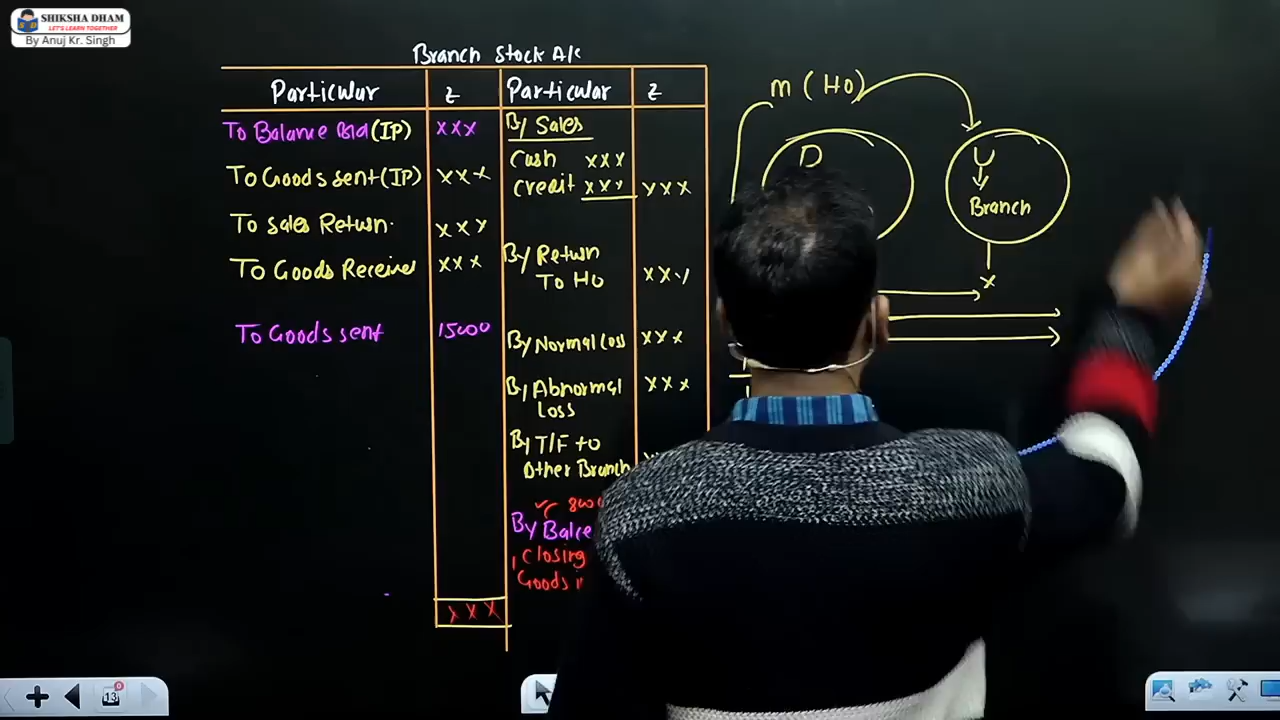 SHIKSHA DHAM
LET'S LEARN TOGETHER
By Anuj Kr. Singh
Branch Stock A/c
Particular ₹ Particular ₹
To Balance B/d (IP) xxx
To Goods sent (IP) xxx
To Sales Return xxx
To Goods Received xxx
To Goods sent 15000
xxx
By Sales
Cash xxx
Credit xxx xxx
By Return
To HO xxx
By Normal Loss xxx
By Abnormal xxx
Loss
By T/F to
Other Branch
By
Closing
Goods
M (HO)
D
U
Branch
x
13